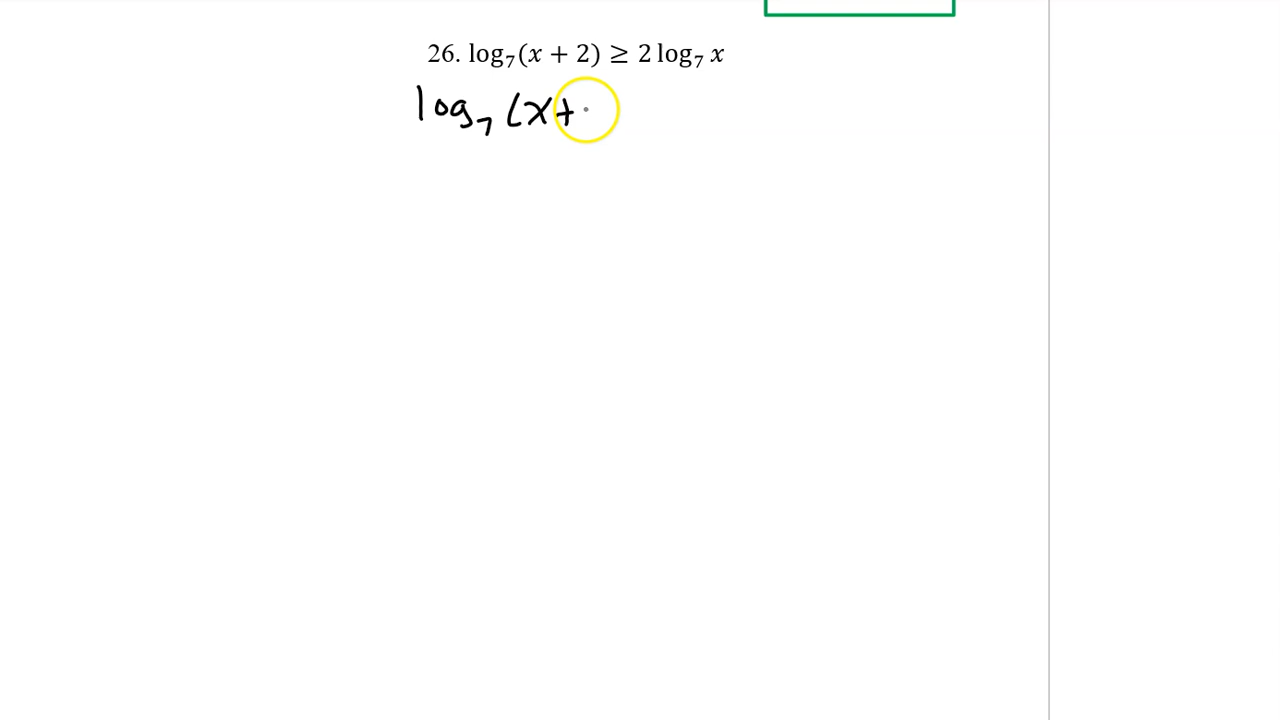 26. log₇(x + 2) ≥ 2 log₇ x
log₇ (x+